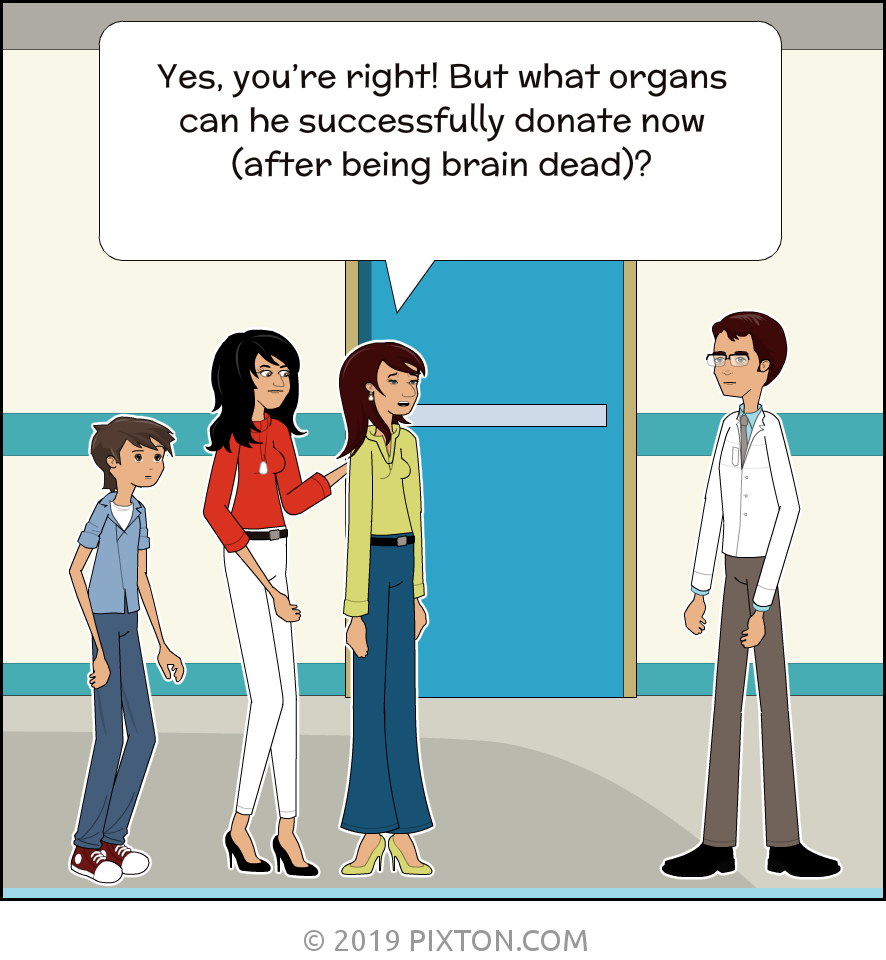 Yes, you're right! But what organs
can he successfully donate now
(after being brain dead)?
© 2019 PIXTON.COM